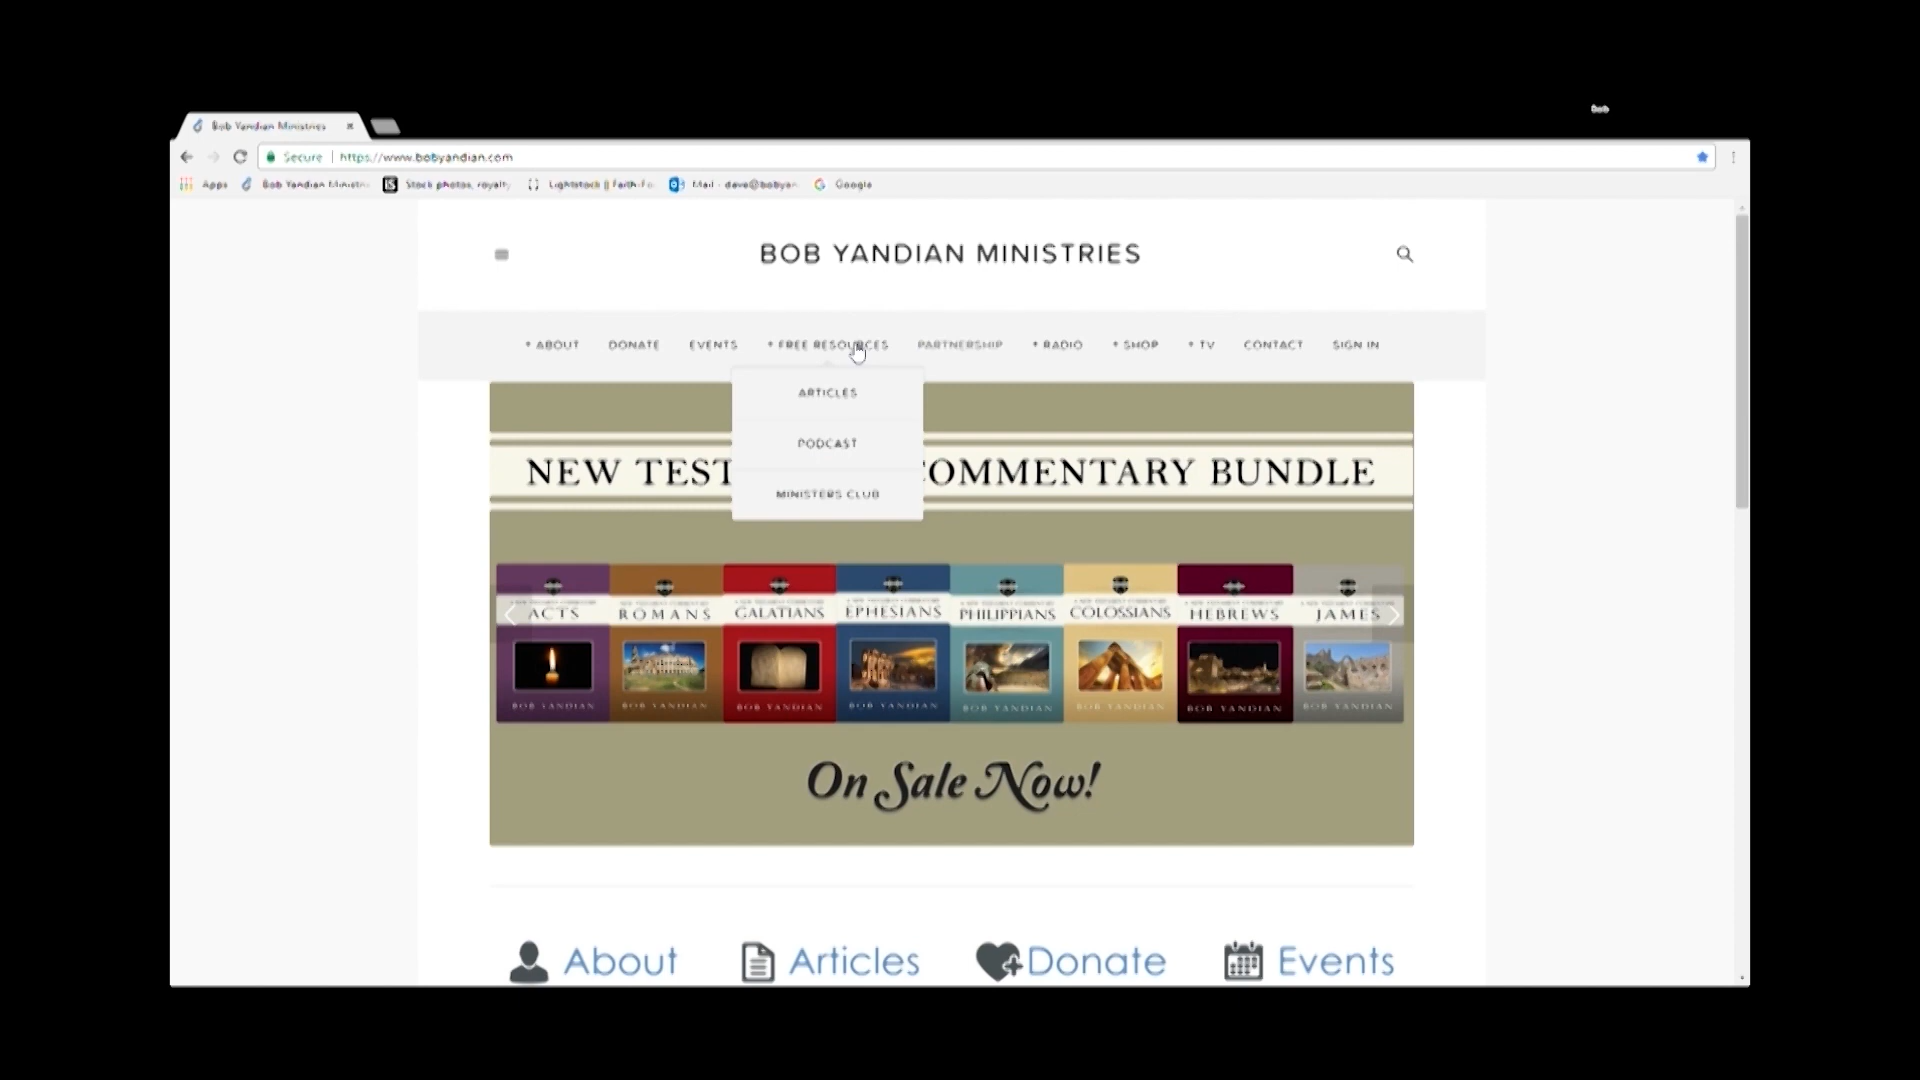 Bob
Bob Yandian Ministries
Secure https://www.bobyandian.com
Apps Bob Yandian Ministri Stock photos, royalty Lightstock || Faith-Fo Mail - dave@bobyan Google
BOB YANDIAN MINISTRIES
+ ABOUT DONATE EVENTS + FREE RESOURCES PARTNERSHIP + RADIO + SHOP + TV CONTACT SIGN IN
ARTICLES
PODCAST
MINISTERS CLUB
NEW TEST OMMENTARY BUNDLE
ACTS ROMANS GALATIANS EPHESIANS PHILIPPIANS COLOSSIANS HEBREWS JAMES
BOB YANDIAN BOB YANDIAN BOB YANDIAN BOB YANDIAN BOB YANDIAN BOB YANDIAN BOB YANDIAN BOB YANDIAN
On Sale Now!
About Articles Donate Events